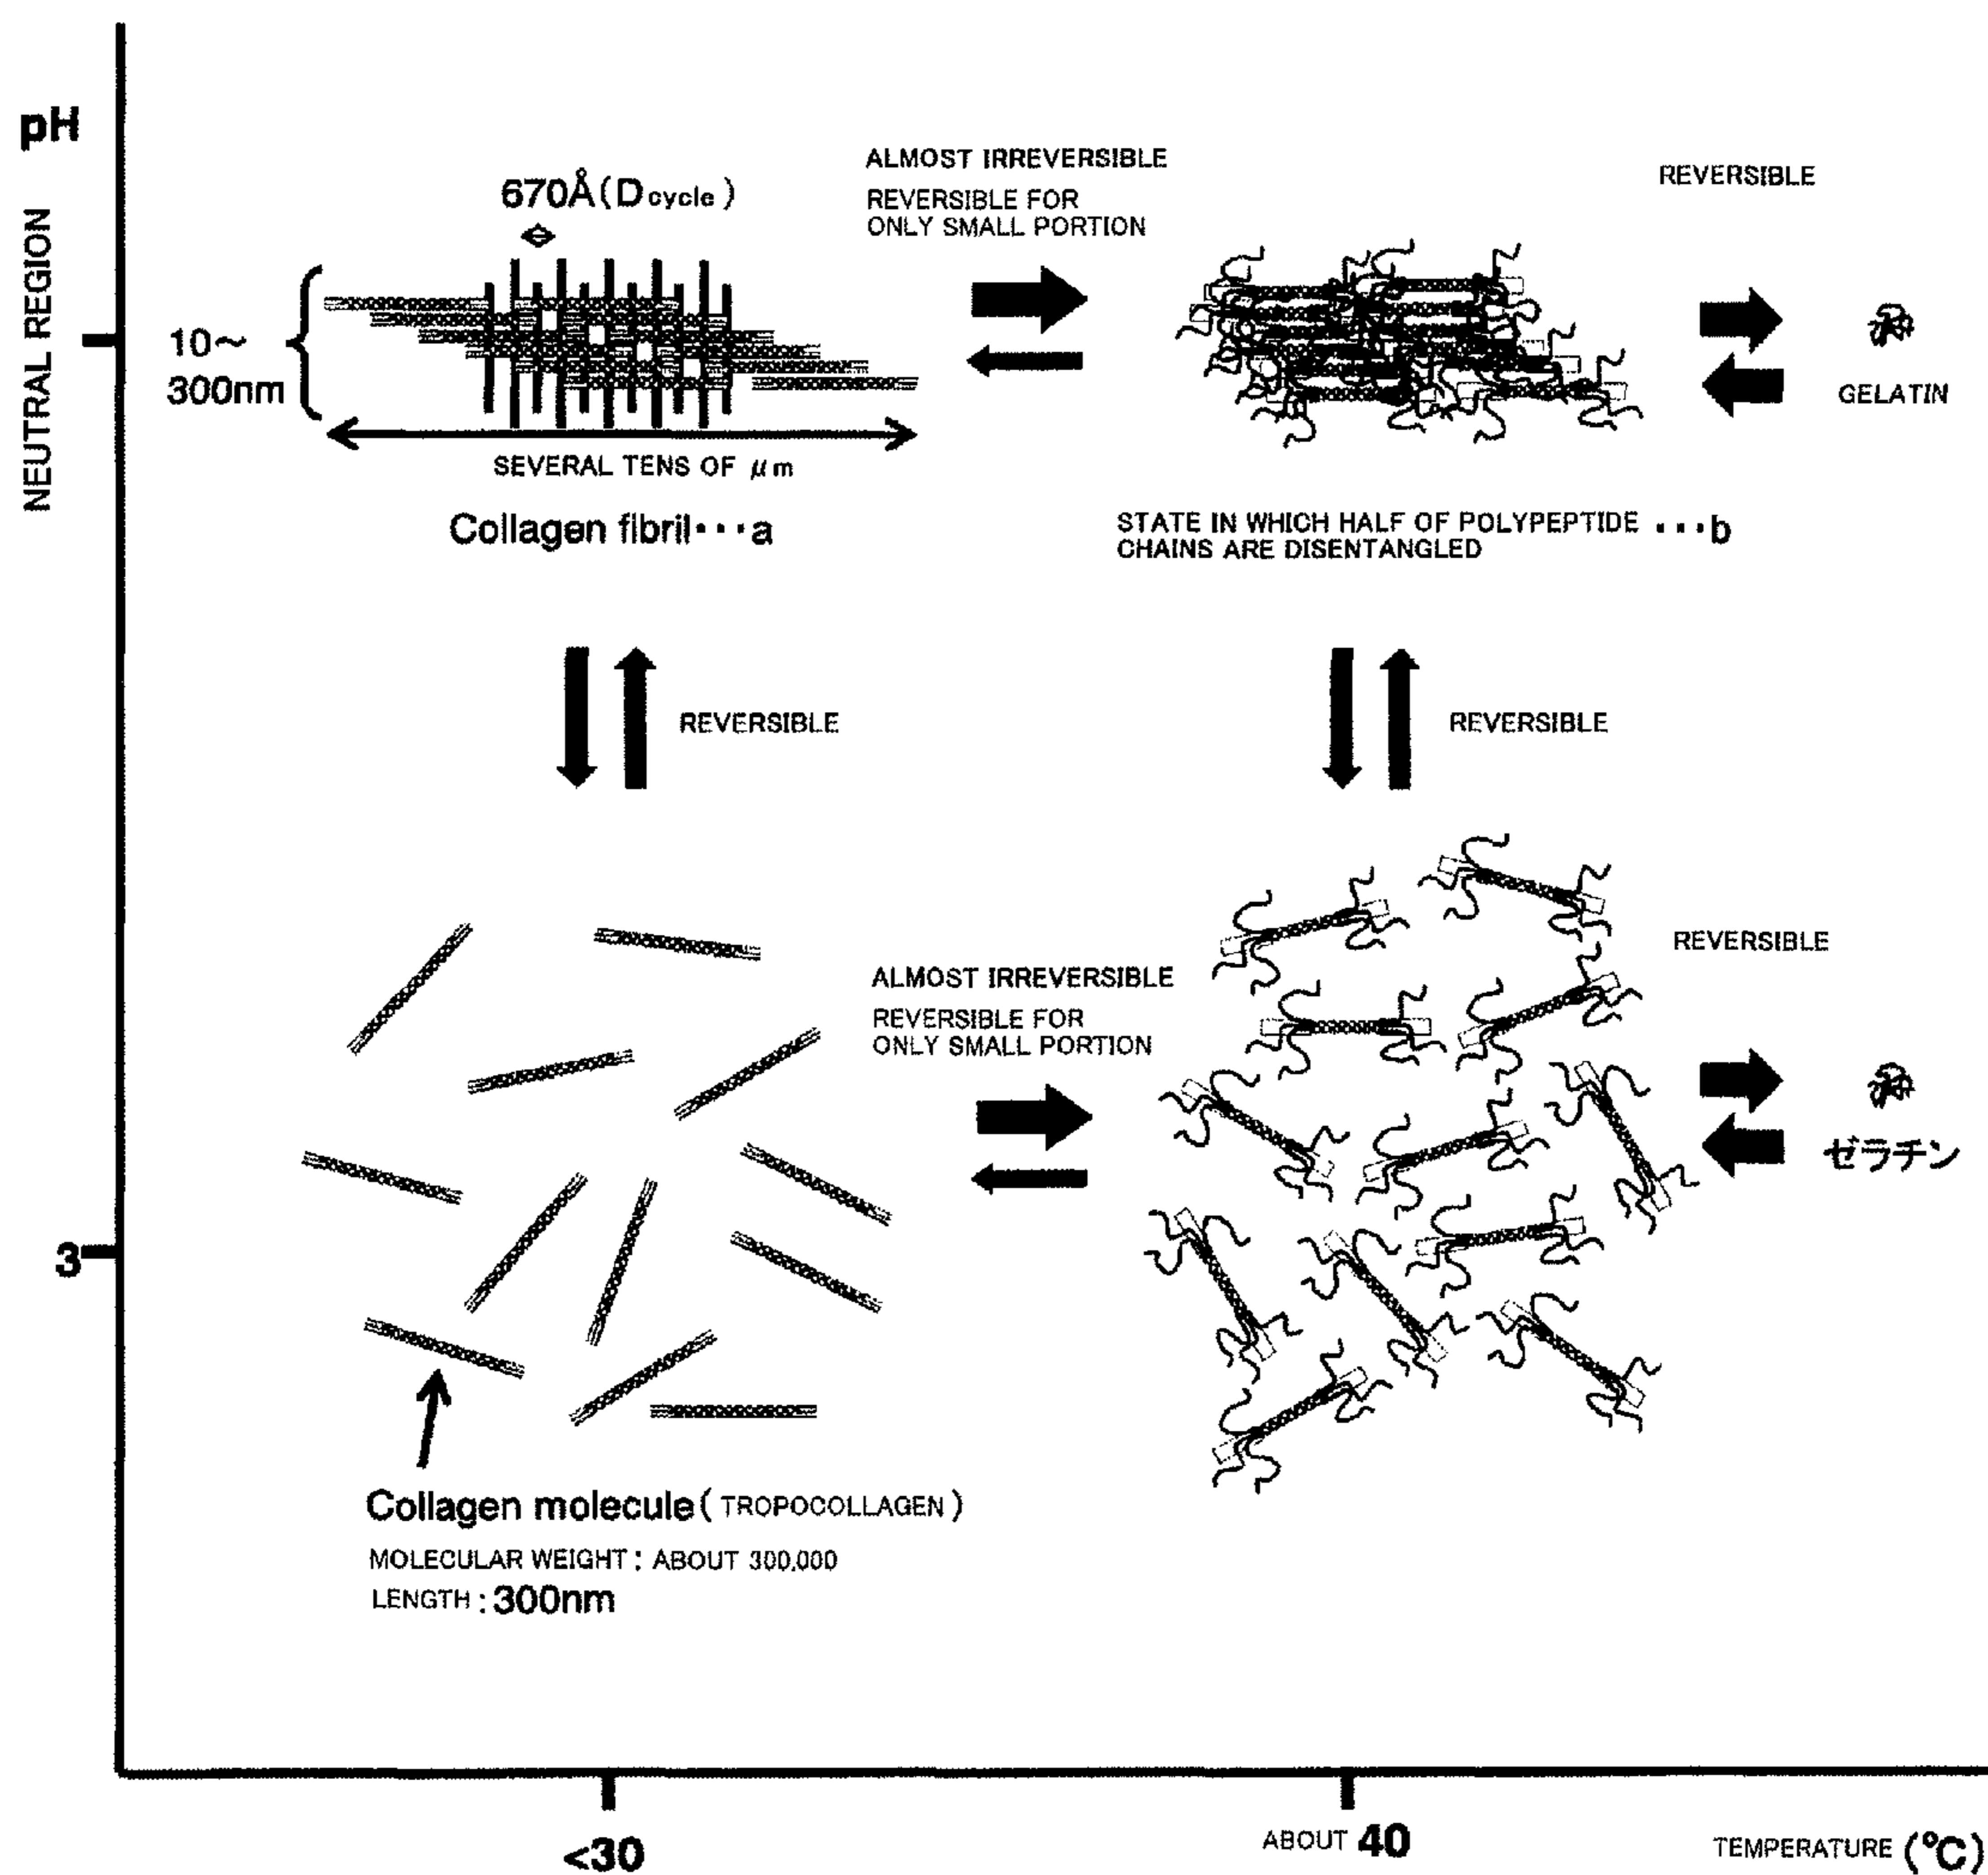 pH
NEUTRAL REGION
670Å(D cycle)
10～
300nm
SEVERAL TENS OF μm
Collagen fibril・・・a
ALMOST IRREVERSIBLE
REVERSIBLE FOR
ONLY SMALL PORTION
REVERSIBLE
GELATIN
STATE IN WHICH HALF OF POLYPEPTIDE ・・・b
CHAINS ARE DISENTANGLED
REVERSIBLE
REVERSIBLE
ALMOST IRREVERSIBLE
REVERSIBLE FOR
ONLY SMALL PORTION
REVERSIBLE
ゼラチン
3
Collagen molecule(TROPOCOLLAGEN)
MOLECULAR WEIGHT: ABOUT 300,000
LENGTH:300nm
<30
ABOUT 40
TEMPERATURE (℃)